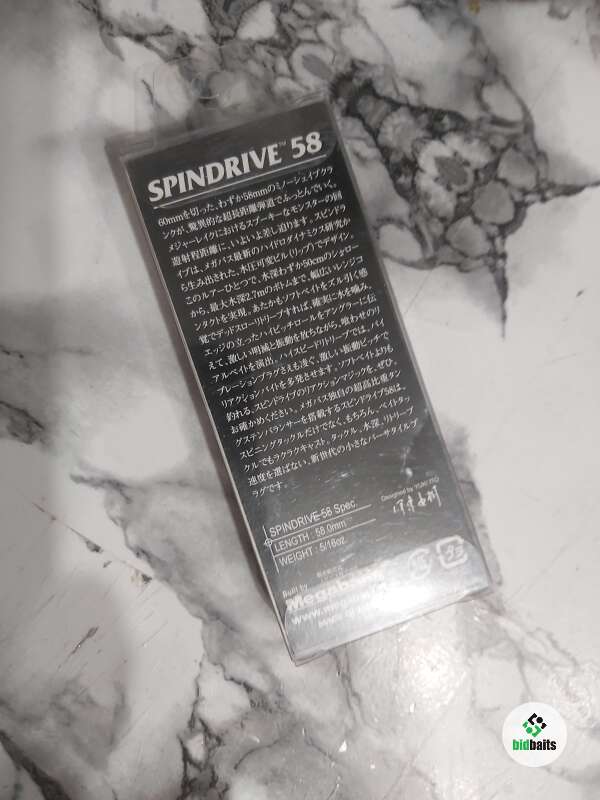 SPINDRIVE™ 58
60mmを切った、わずか58mmのミノーシェイプクラ
ンクが、驚異的な超長距離弾道でぶっとんでいく。
メジャーレイクにおけるスプーキーなモンスターの回
遊射程距離に、いよいよ差し迫ります。スピンドラ
イブは、メガバス最新のハイドロダイナミクス研究か
ら生み出された、水圧可変ビル(リップ)でデザイン。
このルアーひとつで、水深わずか50cmのシャロー
から、最大水深2.7mのボトムまで、幅広いレンジコ
ンタクトを実現。あたかもソフトベイトをズル引く感
覚でデッドスローリトリーブすれば、確実に水を噛み、
エッジの立ったハイピッチロールをアングラーに伝
えて、激しい明滅と振動を放ちながら、喰わせのリ
アルベイトを演出。ハイスピードリトリーブでは、バイ
ブレーションプラグさえも凌ぐ、激しい振動ピッチで
リアクションバイトを多発させます。ソフトベイトよりも
釣れる、スピンドライブのリアクションマジックを、ぜひ、
お確かめください。メガバス独自の超高比重タン
グステンバランサーを搭載するスピンドライブ58は、
スピニングタックルだけでなく、もちろん、ベイトタッ
クルでもラクラクキャスト。タックル、水深、リトリーブ
速度を選ばない、新世代の小さなバーサタイルプ
ラグです。
SPINDRIVE 58 Spec.
LENGTH : 58.0mm
WEIGHT : 5/16oz.
Designed by YUKI ITO
Built by
Megabass
www.mega
bidbaits